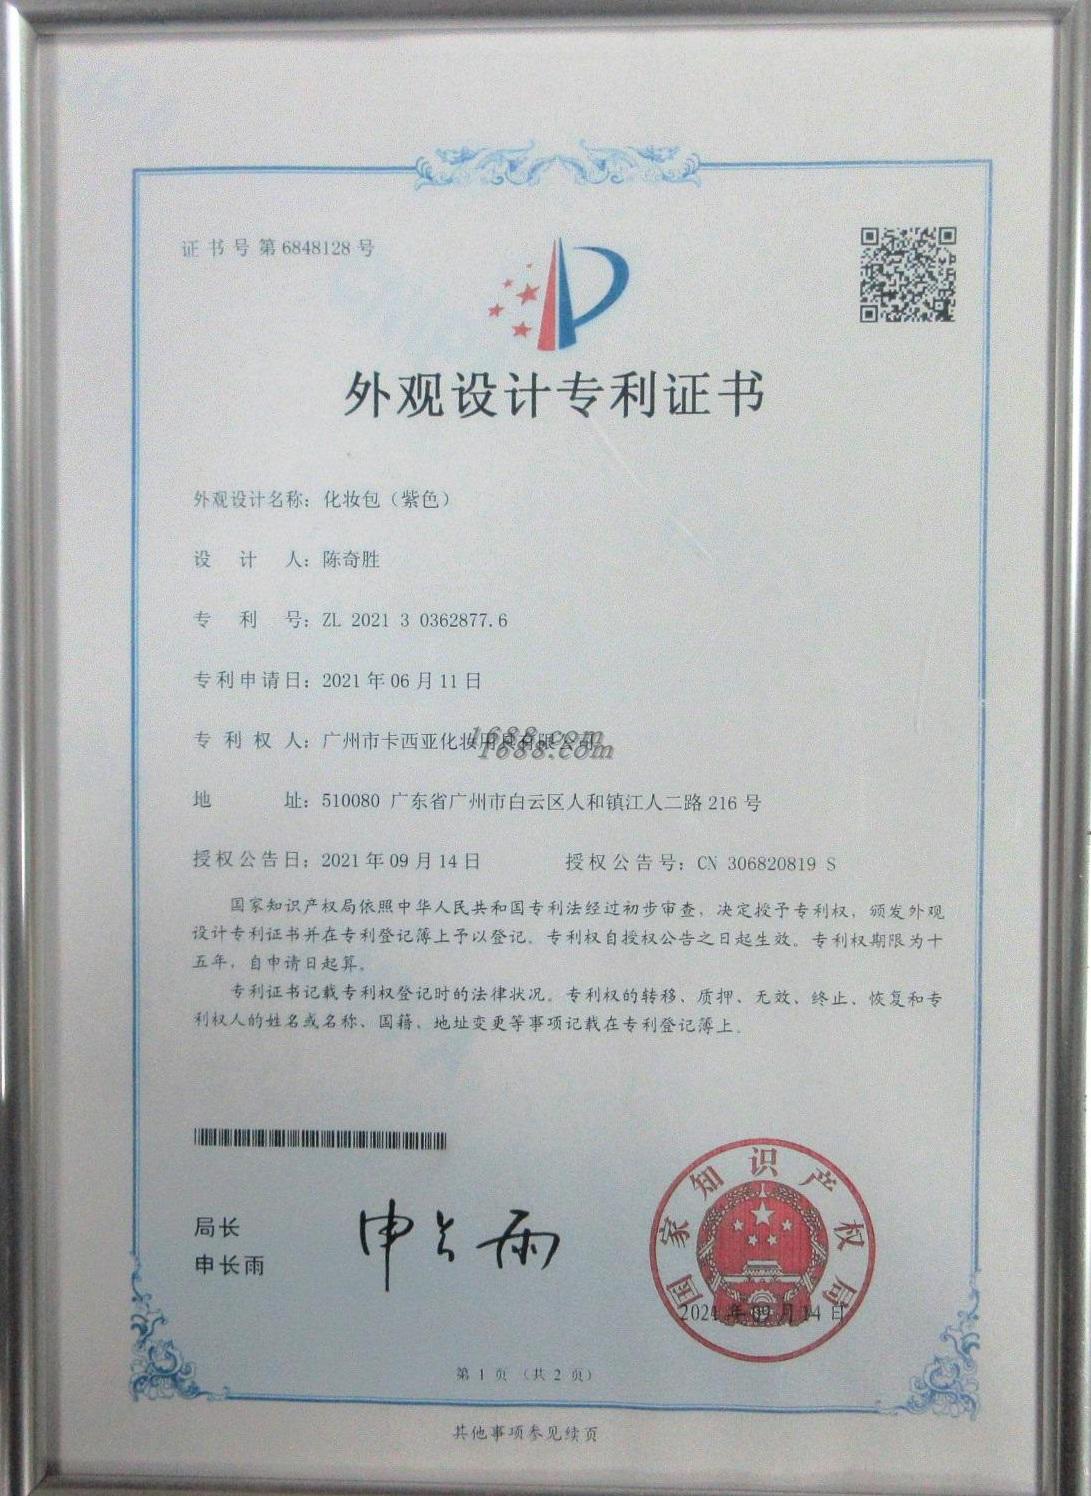 证书号第6848128号
外观设计专利证书
外观设计名称：化妆包（紫色）
设计人：陈奇胜
专利号：ZL 2021 3 0362877.6
专利申请日：2021年06月11日
专利权人：广州市卡西亚化妆用具有限公司
1688.com
1688.com
地址：510080 广东省广州市白云区人和镇江人二路216号
授权公告日：2021年09月14日 授权公告号：CN 306820819 S
国家知识产权局依照中华人民共和国专利法经过初步审查，决定授予专利权，颁发外观
设计专利证书并在专利登记簿上予以登记。专利权自授权公告之日起生效。专利权期限为十
五年，自申请日起算。
专利证书记载专利权登记时的法律状况。专利权的转移、质押、无效、终止、恢复和专
利权人的姓名或名称、国籍、地址变更等事项记载在专利登记簿上。
局长
申长雨
申长雨
国家知识产权局
2021年09月14日
第 1 页 （共 2 页）
其他事项参见续页